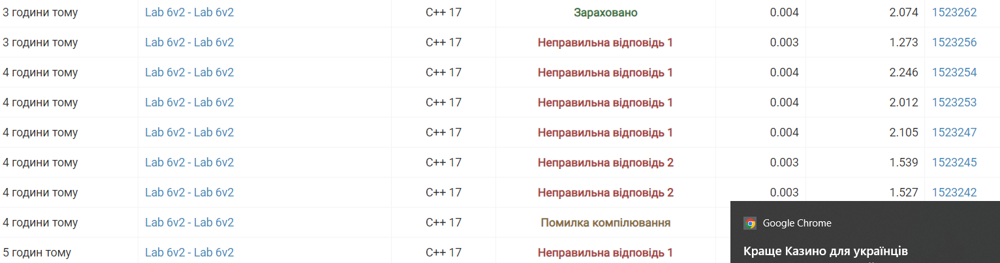 3 години тому Lab 6v2 - Lab 6v2 C++ 17 Зараховано 0.004 2.074 1523262
3 години тому Lab 6v2 - Lab 6v2 C++ 17 Неправильна відповідь 1 0.003 1.273 1523256
4 години тому Lab 6v2 - Lab 6v2 C++ 17 Неправильна відповідь 1 0.004 2.246 1523254
4 години тому Lab 6v2 - Lab 6v2 C++ 17 Неправильна відповідь 1 0.004 2.012 1523253
4 години тому Lab 6v2 - Lab 6v2 C++ 17 Неправильна відповідь 1 0.004 2.105 1523247
4 години тому Lab 6v2 - Lab 6v2 C++ 17 Неправильна відповідь 2 0.003 1.539 1523245
4 години тому Lab 6v2 - Lab 6v2 C++ 17 Неправильна відповідь 2 0.003 1.527 1523242
4 години тому Lab 6v2 - Lab 6v2 C++ 17 Помилка компілювання
Google Chrome
5 годин тому Lab 6v2 - Lab 6v2 C++ 17 Неправильна відповідь 1
Краще Казино для українців